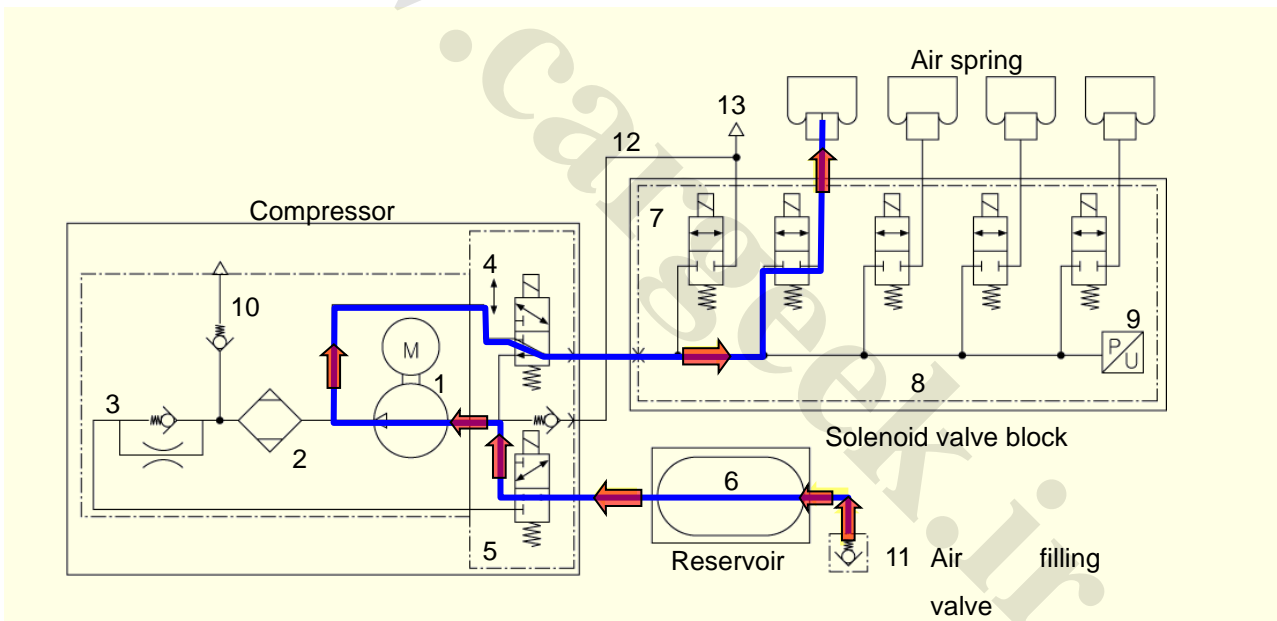 Air spring
13
12
7
Compressor
4
10
M
1
9
P
U
8
3
2
Solenoid valve block
6
5
Reservoir
11 Air filling
valve
.cargeek.ir